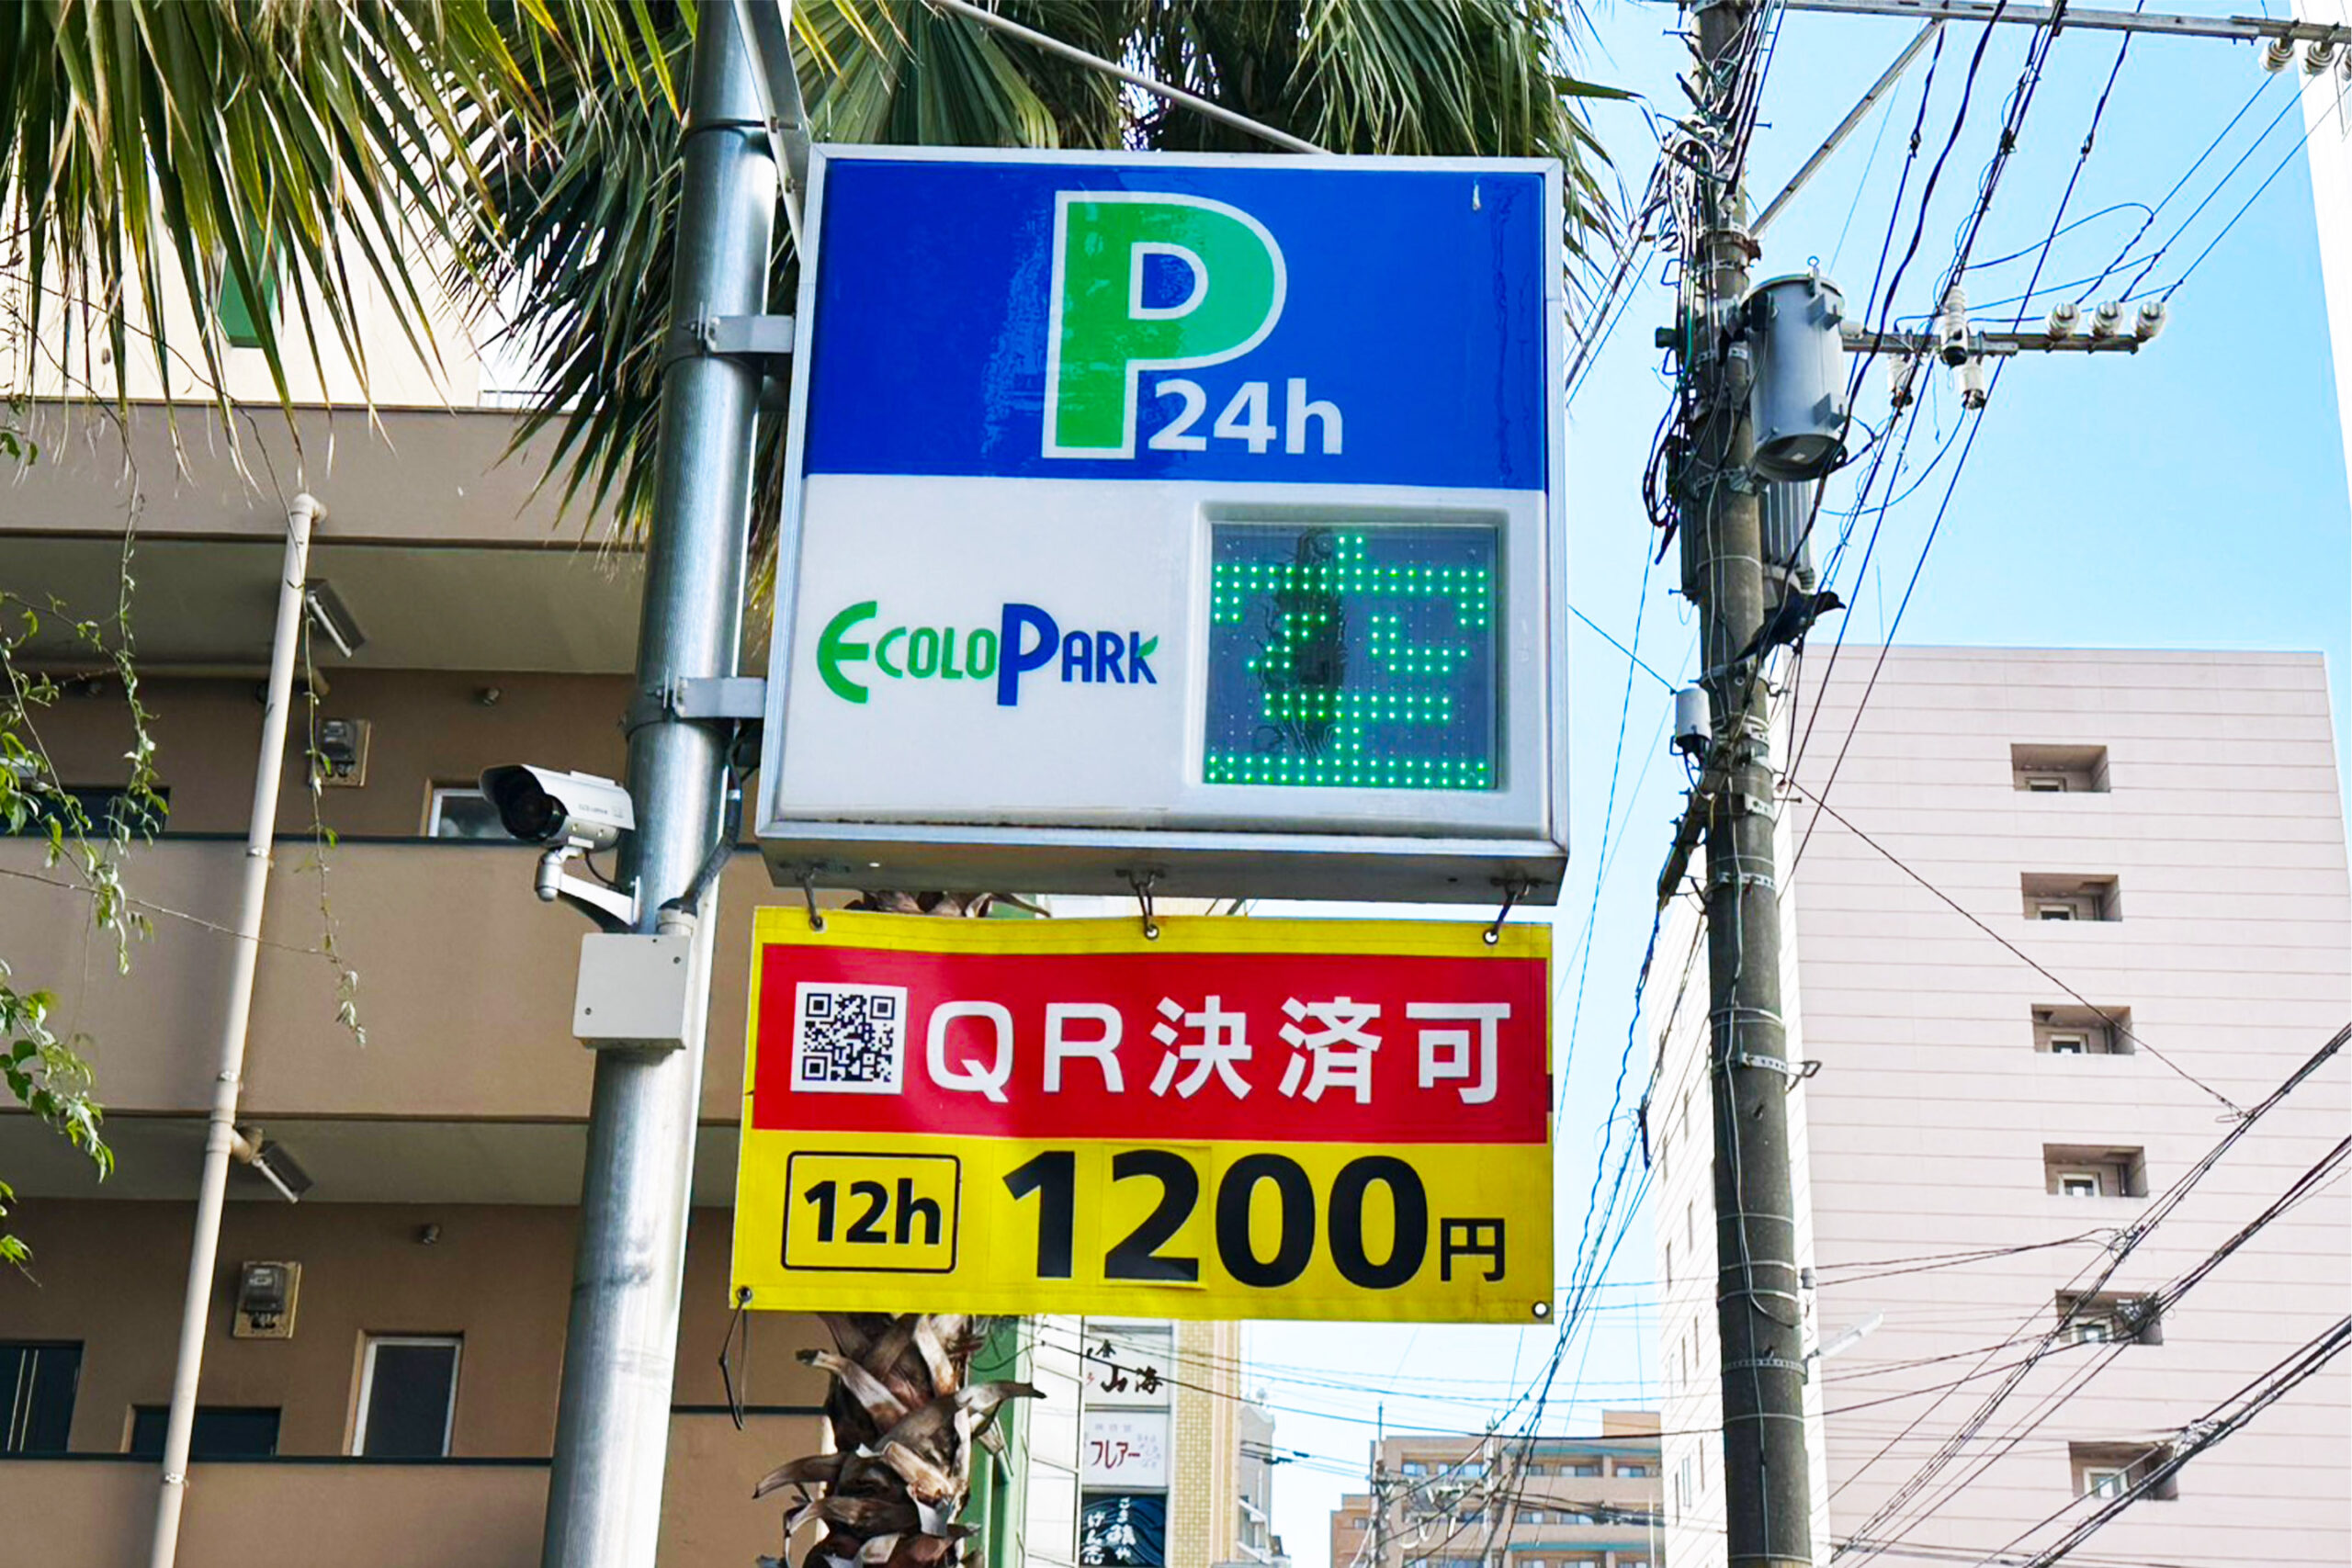 P 24h
ECOLOPARK
空
QR決済可
12h 1200円
山海
フレアー